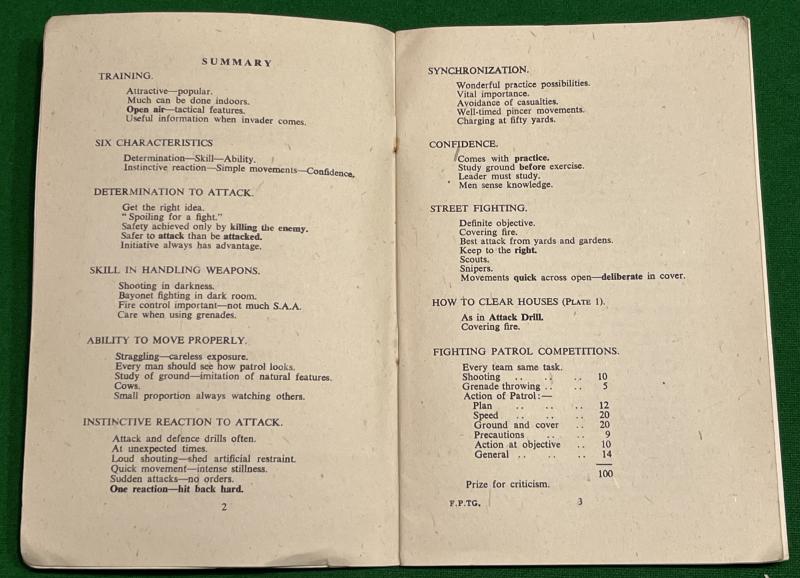 SUMMARY
TRAINING.
Attractive—popular.
Much can be done indoors.
Open air—tactical features.
Useful information when invader comes.
SIX CHARACTERISTICS
Determination—Skill—Ability.
Instinctive reaction—Simple movements—Confidence.
DETERMINATION TO ATTACK.
Get the right idea.
"Spoiling for a fight."
Safety achieved only by killing the enemy.
Safer to attack than be attacked.
Initiative always has advantage.
SKILL IN HANDLING WEAPONS.
Shooting in darkness.
Bayonet fighting in dark room.
Fire control important—not much S.A.A.
Care when using grenades.
ABILITY TO MOVE PROPERLY.
Straggling—careless exposure.
Every man should see how patrol looks.
Study of ground—imitation of natural features.
Cows.
Small proportion always watching others.
INSTINCTIVE REACTION TO ATTACK.
Attack and defence drills often.
At unexpected times.
Loud shouting—shed artificial restraint.
Quick movement—intense stillness.
Sudden attacks—no orders.
One reaction—hit back hard.
2
SYNCHRONIZATION.
Wonderful practice possibilities.
Vital importance.
Avoidance of casualties.
Well-timed pincer movements.
Charging at fifty yards.
CONFIDENCE.
Comes with practice.
Study ground before exercise.
Leader must study.
Men sense knowledge.
STREET FIGHTING.
Definite objective.
Covering fire.
Best attack from yards and gardens.
Keep to the right.
Scouts.
Snipers.
Movements quick across open—deliberate in cover.
HOW TO CLEAR HOUSES (PLATE 1).
As in Attack Drill.
Covering fire.
FIGHTING PATROL COMPETITIONS.
Every team same task.
Shooting .. .. .. 10
Grenade throwing .. .. 5
Action of Patrol:—
Plan .. .. .. 12
Speed .. .. .. 20
Ground and cover .. 20
Precautions .. .. 9
Action at objective .. 10
General .. .. .. 14
100
Prize for criticism.
F.P.TG. 3